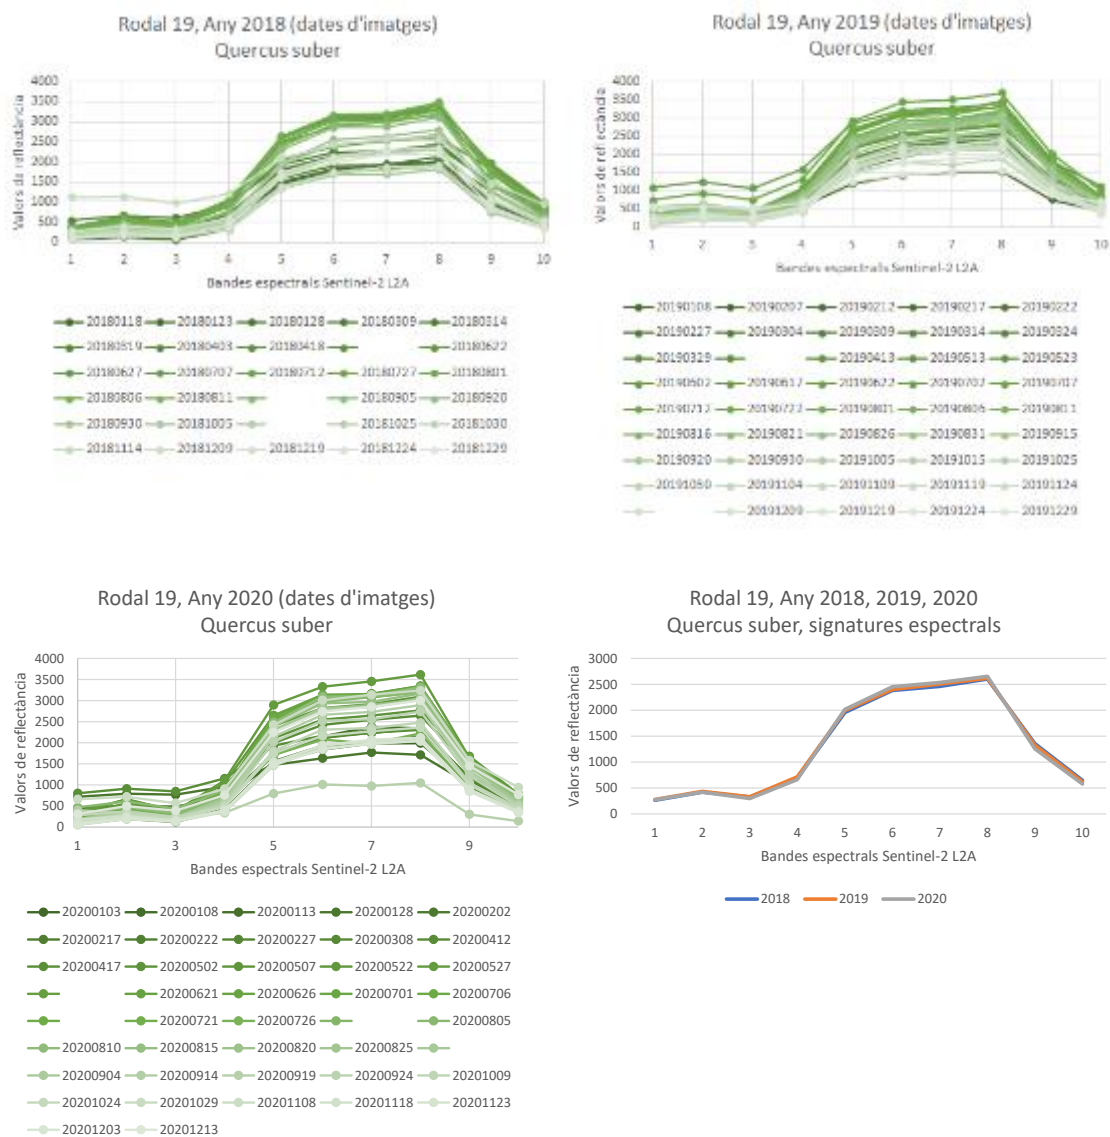 Rodal 19, Any 2018 (dates d'imatges)
Quercus suber
Valors de reflectància
4000
3500
3000
2500
2000
1500
1000
500
0
1 2 3 4 5 6 7 8 9 10
Bandes espectrals Sentinel-2 L2A
20180118 20180123 20180128 20180309 20180314
20180319 20180403 20180418 20180622
20180627 20180707 20180712 20180727 20180801
20180806 20180811 20180905 20180920
20180930 20181005 20181025 20181030
20181114 20181209 20181219 20181224 20181229
Rodal 19, Any 2019 (dates d'imatges)
Quercus suber
Valors de reflectància
4000
3500
3000
2500
2000
1500
1000
500
0
1 2 3 4 5 6 7 8 9 10
Bandes espectrals Sentinel-2 L2A
20190108 20190207 20190212 20190217 20190222
20190227 20190304 20190309 20190314 20190324
20190329 20190413 20190513 20190523
20190602 20190617 20190622 20190702 20190707
20190712 20190722 20190801 20190806 20190811
20190816 20190821 20190826 20190831 20190915
20190920 20190930 20191005 20191015 20191025
20191030 20191104 20191109 20191119 20191124
20191209 20191219 20191224 20191229
Rodal 19, Any 2020 (dates d'imatges)
Quercus suber
Valors de reflectància
4000
3500
3000
2500
2000
1500
1000
500
0
1 3 5 7 9
Bandes espectrals Sentinel-2 L2A
20200103 20200108 20200113 20200128 20200202
20200217 20200222 20200227 20200308 20200412
20200417 20200502 20200507 20200522 20200527
20200621 20200626 20200701 20200706
20200721 20200726 20200805
20200810 20200815 20200820 20200825
20200904 20200914 20200919 20200924 20201009
20201024 20201029 20201108 20201118 20201123
20201203 20201213
Rodal 19, Any 2018, 2019, 2020
Quercus suber, signatures espectrals
Valors de reflectància
3000
2500
2000
1500
1000
500
0
1 2 3 4 5 6 7 8 9 10
Bandes espectrals Sentinel-2 L2A
2018 2019 2020